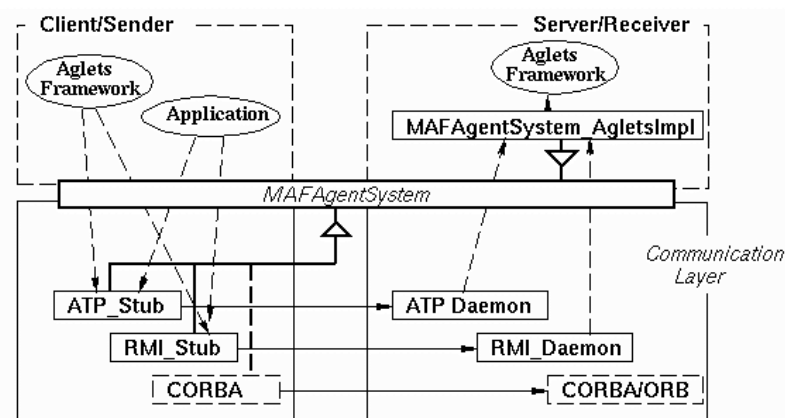 Client/Sender
Server/Receiver
Aglets
Framework
Application
Aglets
Framework
MAFAgentSystem_AgletsImpl
MAFAgentSystem
Communication
Layer
ATP_Stub
ATP Daemon
RMI_Stub
RMI_Daemon
CORBA
CORBA/ORB